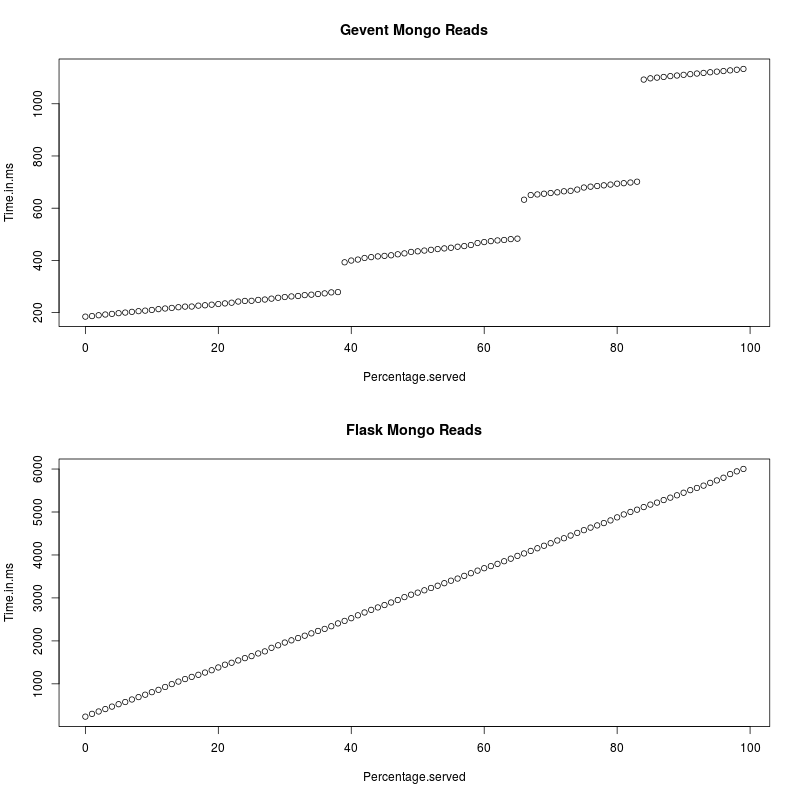 Gevent Mongo Reads
1000
800
600
400
200
Time.in.ms
0 20 40 60 80 100
Percentage.served
Flask Mongo Reads
6000
5000
4000
3000
2000
1000
Time.in.ms
0 20 40 60 80 100
Percentage.served